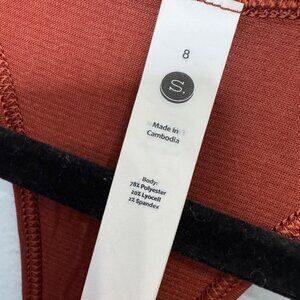 8
S.
Made In
Cambodia
Body:
78% Polyester
20% Lyocell
2% Spandex